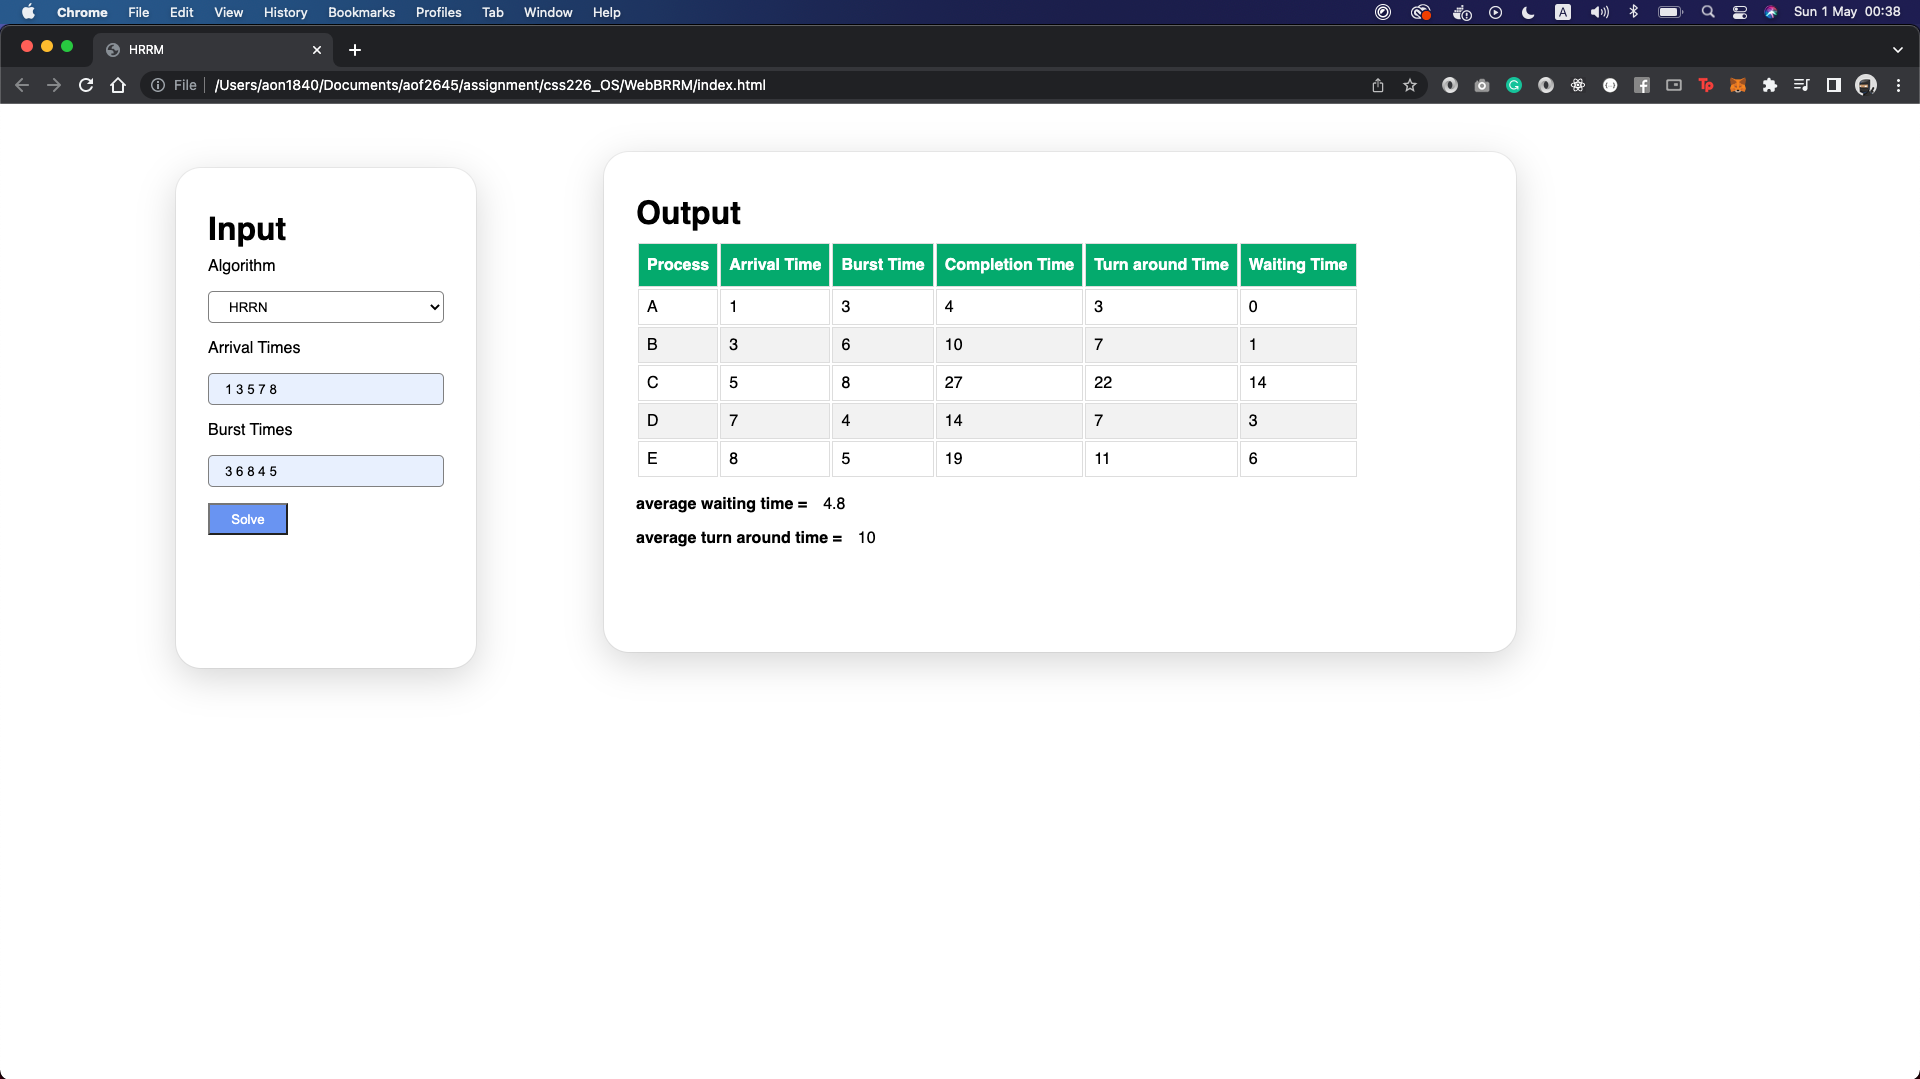 Chrome File Edit View History Bookmarks Profiles Tab Window Help A Sun 1 May 00:38
HRRM
File /Users/aon1840/Documents/aof2645/assignment/css226_OS/WebBRRM/index.html
Input
Algorithm
HRRN
Arrival Times
1 3 5 7 8
Burst Times
3 6 8 4 5
Solve
Output
Process Arrival Time Burst Time Completion Time Turn around Time Waiting Time
A 1 3 4 3 0
B 3 6 10 7 1
C 5 8 27 22 14
D 7 4 14 7 3
E 8 5 19 11 6
average waiting time = 4.8
average turn around time = 10